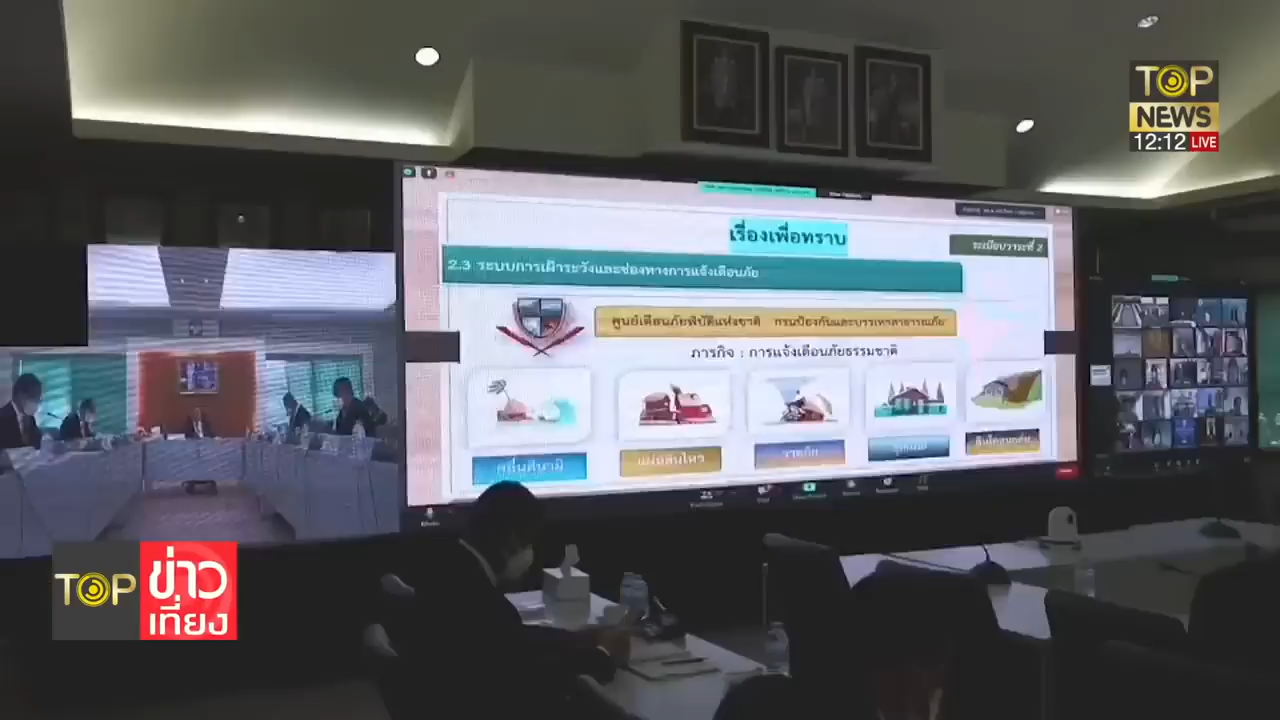 TOP
NEWS
12:12 LIVE
เรื่องเพื่อทราบ
ระเบียบวาระที่ 2
2.3 ระบบการเฝ้าระวังและช่องทางการแจ้งเตือนภัย
ศูนย์เตือนภัยพิบัติแห่งชาติ กรมป้องกันและบรรเทาสาธารณภัย
ภารกิจ : การแจ้งเตือนภัยธรรมชาติ
คลื่นสึนามิ
แผ่นดินไหว
วาตภัย
อุทกภัย
ดินโคลนถล่ม
TOP ข่าว
เที่ยง